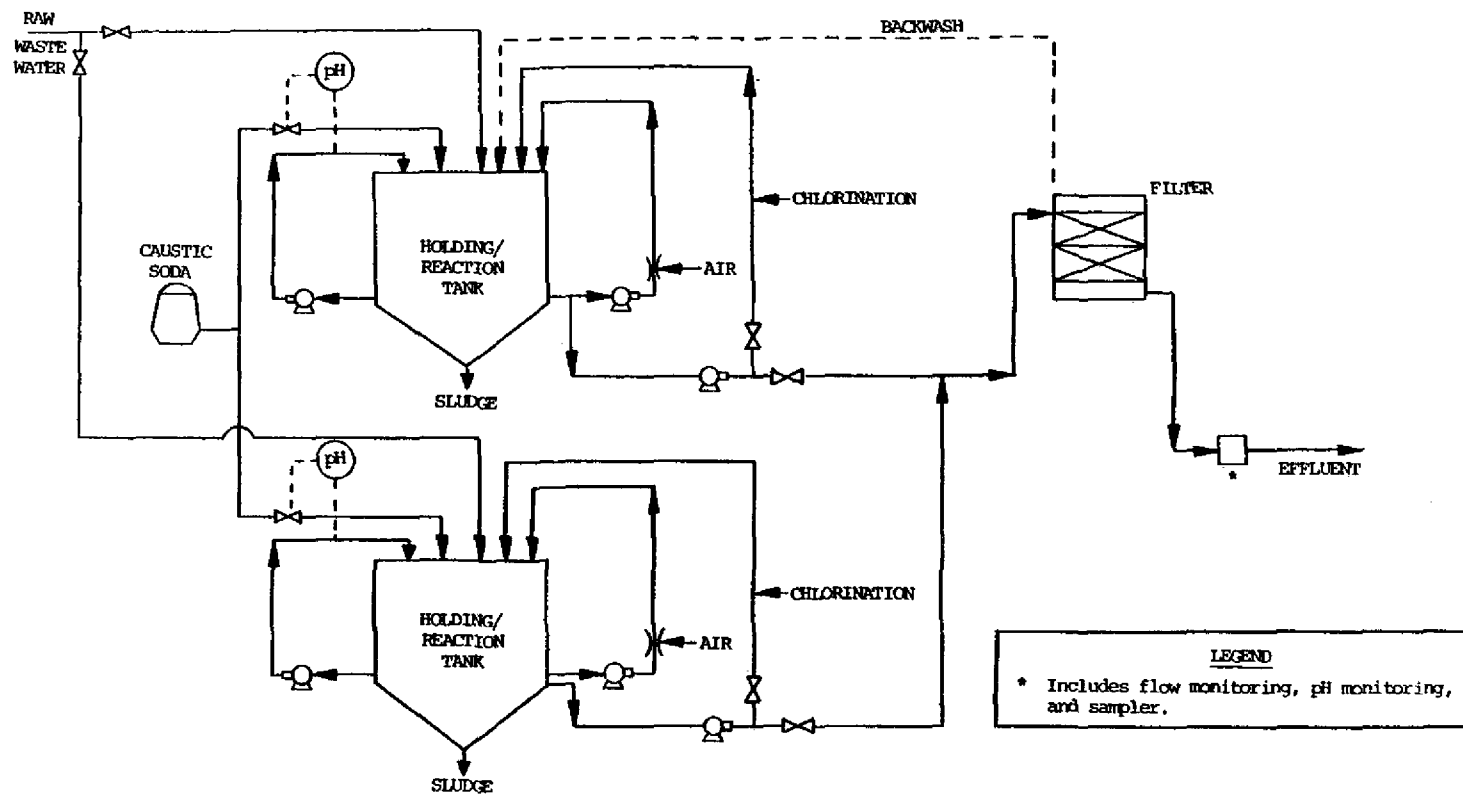 RAW
WASTE
WATER
BACKWASH
pH
FILTER
CHLORINATION
CAUSTIC
SODA
HOLDING/
REACTION
TANK
AIR
SLUDGE
pH
EFFLUENT
*
CHLORINATION
HOLDING/
REACTION
TANK
AIR
SLUDGE
LEGEND
* Includes flow monitoring, pH monitoring,
and sampler.